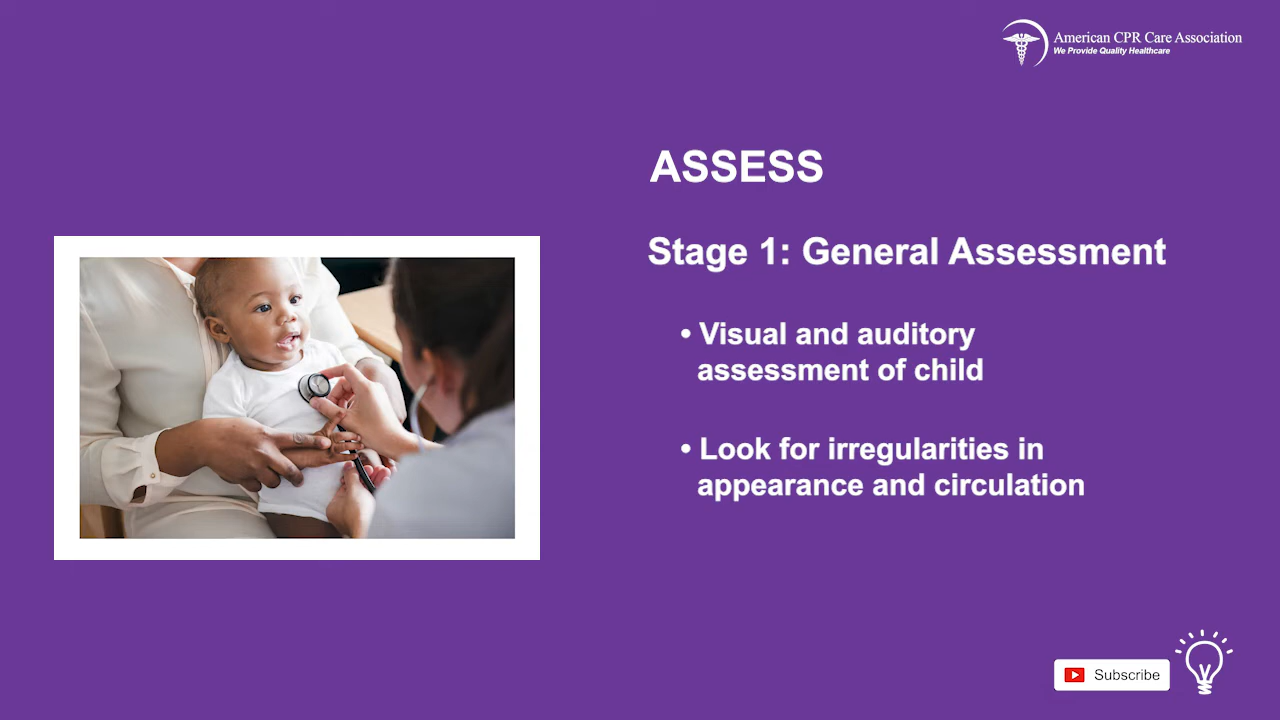 American CPR Care Association
We Provide Quality Healthcare
ASSESS
Stage 1: General Assessment
• Visual and auditory
assessment of child
• Look for irregularities in
appearance and circulation
Subscribe